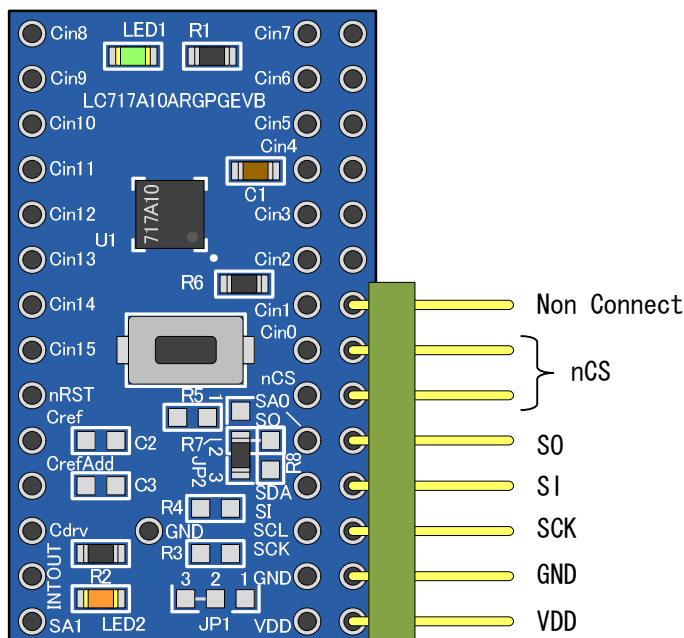 Cin8 LED1 R1 Cin7
Cin9 Cin6
LC717A10ARGPGEVB
Cin10 Cin5
Cin11 Cin4
C1
Cin12 717A10 Cin3
U1
Cin13 Cin2
R6
Cin14 Cin1 Non Connect
Cin15 Cin0
nCS
nRST R5 1 nCS
SA0
Cref SO
C2 R7 2 SO
CrefAdd JP2 3 R8
C3 SDA SI
R4 SI
Cdrv GND SCL SCK
R3 SCK
INTOUT R2 3 2 1 GND GND
SA1 LED2 JP1 VDD VDD